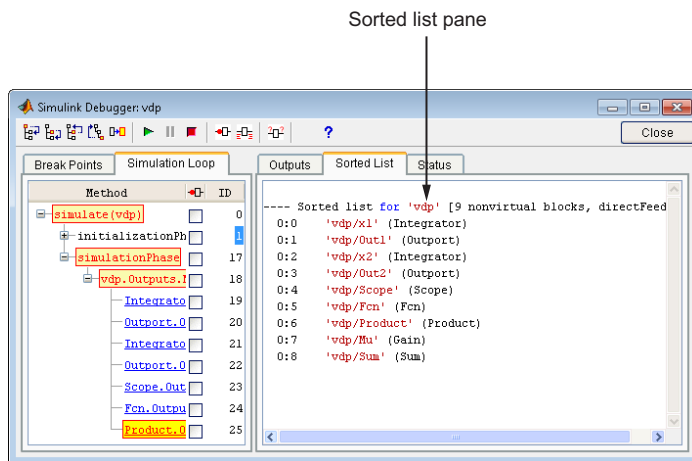 Sorted list pane
Simulink Debugger: vdp
? Close
Break Points Simulation Loop Outputs Sorted List Status
Method ID
simulate(vdp) 0
initializationPh 1
simulationPhase 17
vdp.Outputs. 18
Integrato 19
Outport.O 20
Integrato 21
Outport.O 22
Scope.Out 23
Fcn.Outpu 24
Product.O 25
---- Sorted list for 'vdp' [9 nonvirtual blocks, directFeed
0:0 'vdp/x1' (Integrator)
0:1 'vdp/Out1' (Outport)
0:2 'vdp/x2' (Integrator)
0:3 'vdp/Out2' (Outport)
0:4 'vdp/Scope' (Scope)
0:5 'vdp/Fcn' (Fcn)
0:6 'vdp/Product' (Product)
0:7 'vdp/Mu' (Gain)
0:8 'vdp/Sum' (Sum)